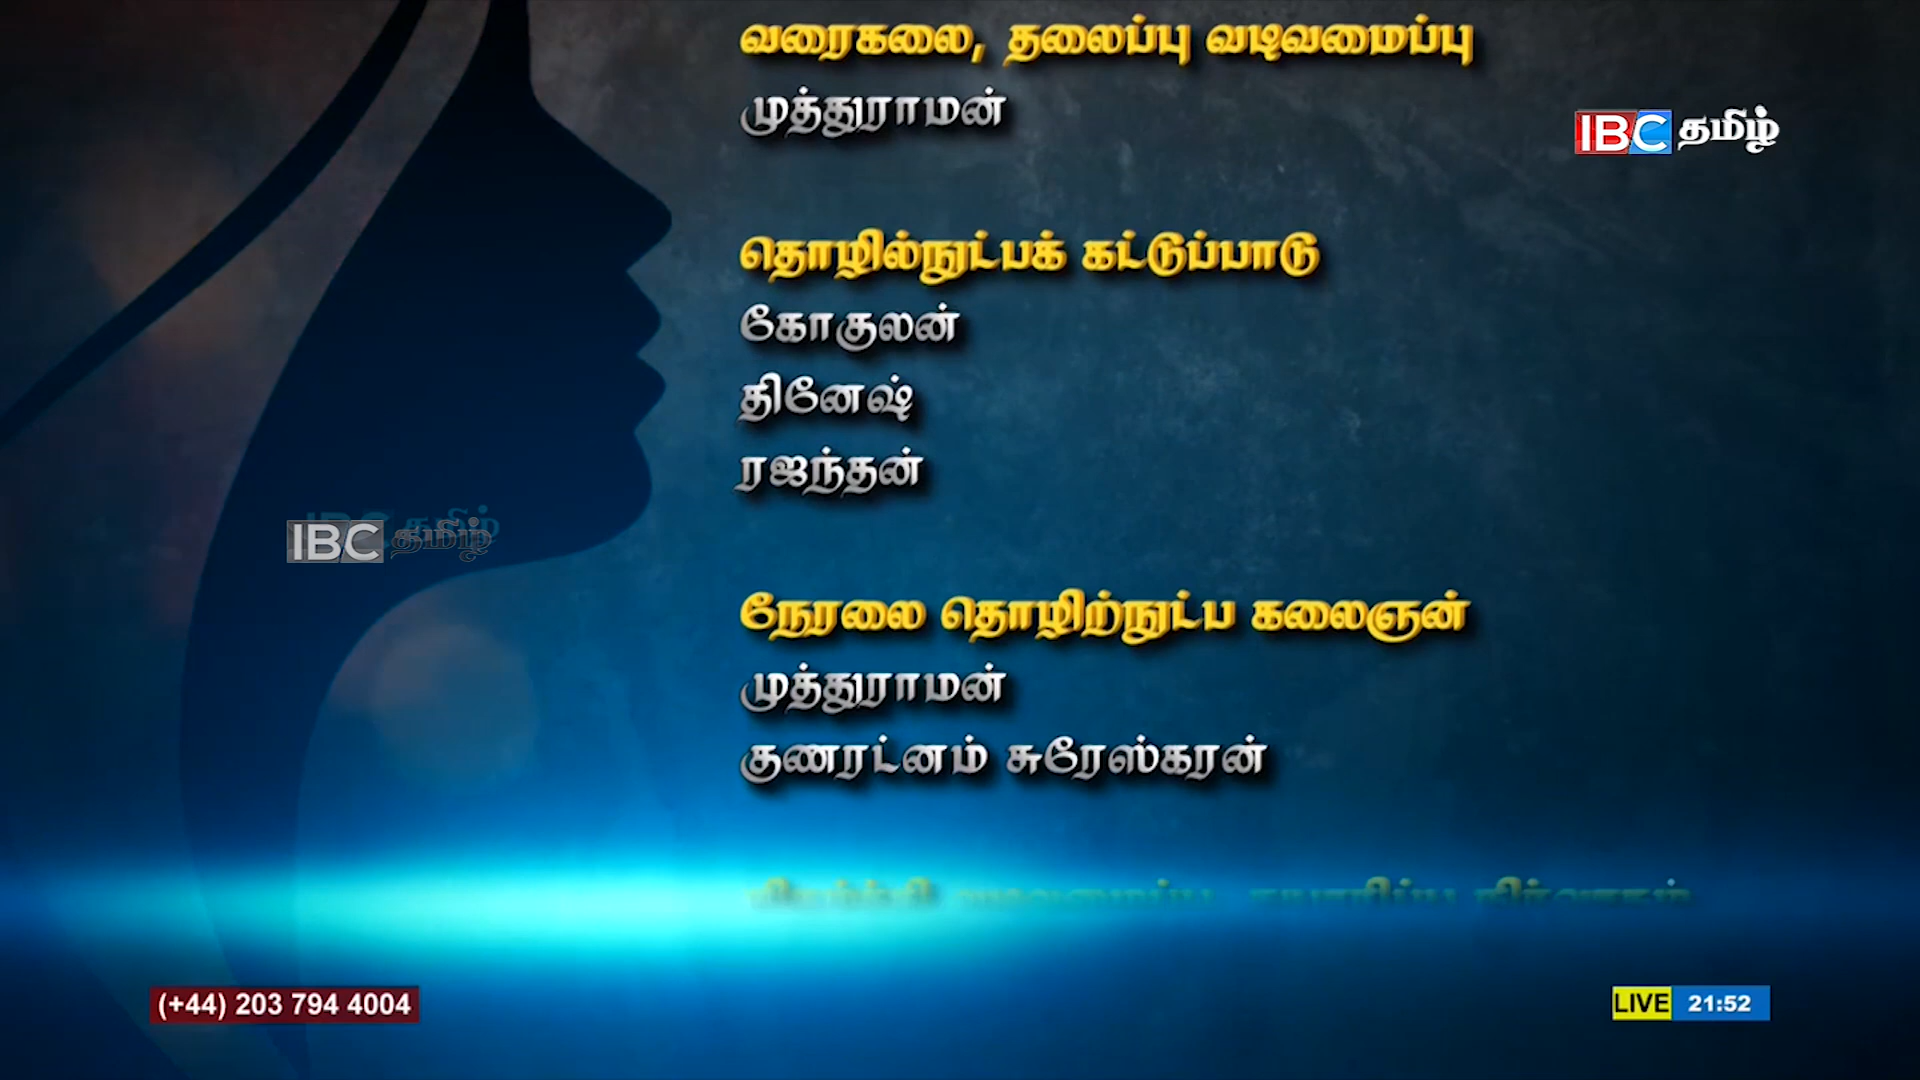 வரைகலை, தலைப்பு வடிவமைப்பு
முத்துராமன்
IBC தமிழ்
தொழில்நுட்பக் கட்டுப்பாடு
கோகுலன்
தினேஷ்
ரஜந்தன்
IBC தமிழ்
நேரலை தொழிற்நுட்ப கலைஞன்
முத்துராமன்
குணரட்னம் சுரேஸ்கரன்
(+44) 203 794 4004
LIVE 21:52